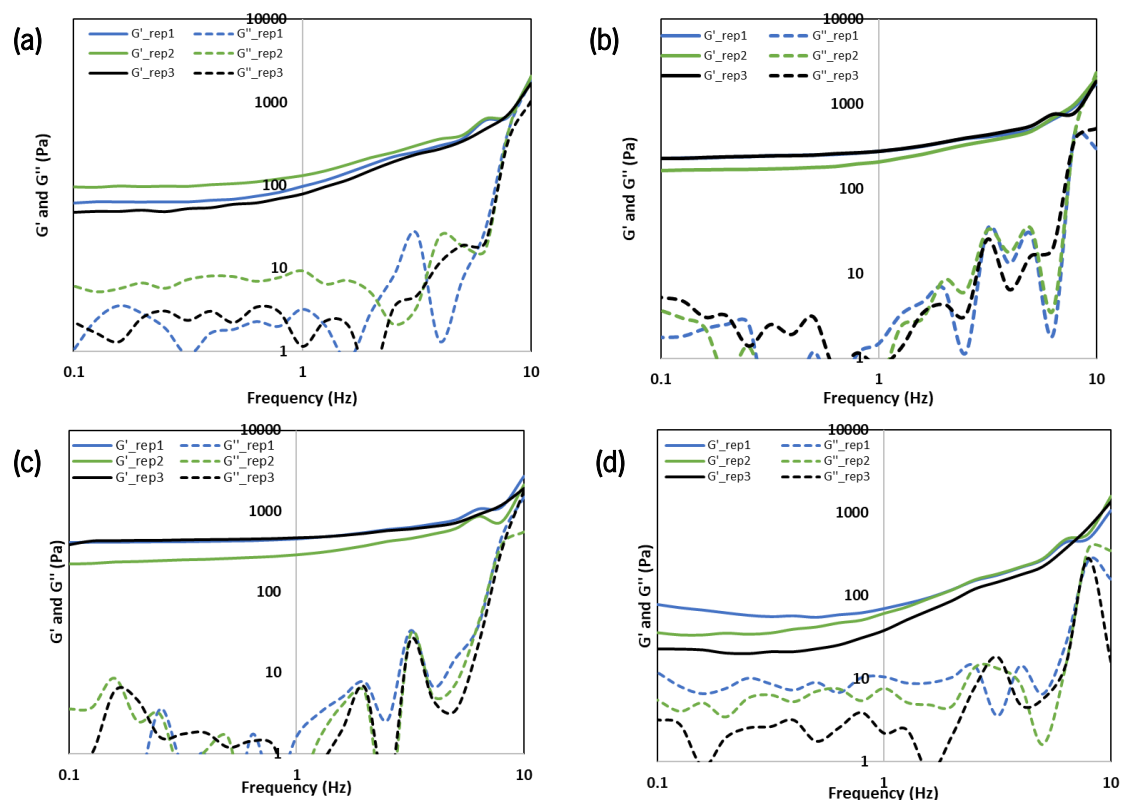 (a)
10000
G'_rep1 G''_rep1
G'_rep2 G''_rep2
G'_rep3 G''_rep3
1000
100
10
1
G' and G'' (Pa)
0.1 1 10
Frequency (Hz)
(b)
10000
G'_rep1 G''_rep1
G'_rep2 G''_rep2
G'_rep3 G''_rep3
1000
100
10
1
G' and G'' (Pa)
0.1 1 10
Frequency (Hz)
(c)
10000
G'_rep1 G''_rep1
G'_rep2 G''_rep2
G'_rep3 G''_rep3
1000
100
10
1
G' and G'' (Pa)
0.1 1 10
Frequency (Hz)
(d)
10000
G'_rep1 G''_rep1
G'_rep2 G''_rep2
G'_rep3 G''_rep3
1000
100
10
1
G' and G'' (Pa)
0.1 1 10
Frequency (Hz)